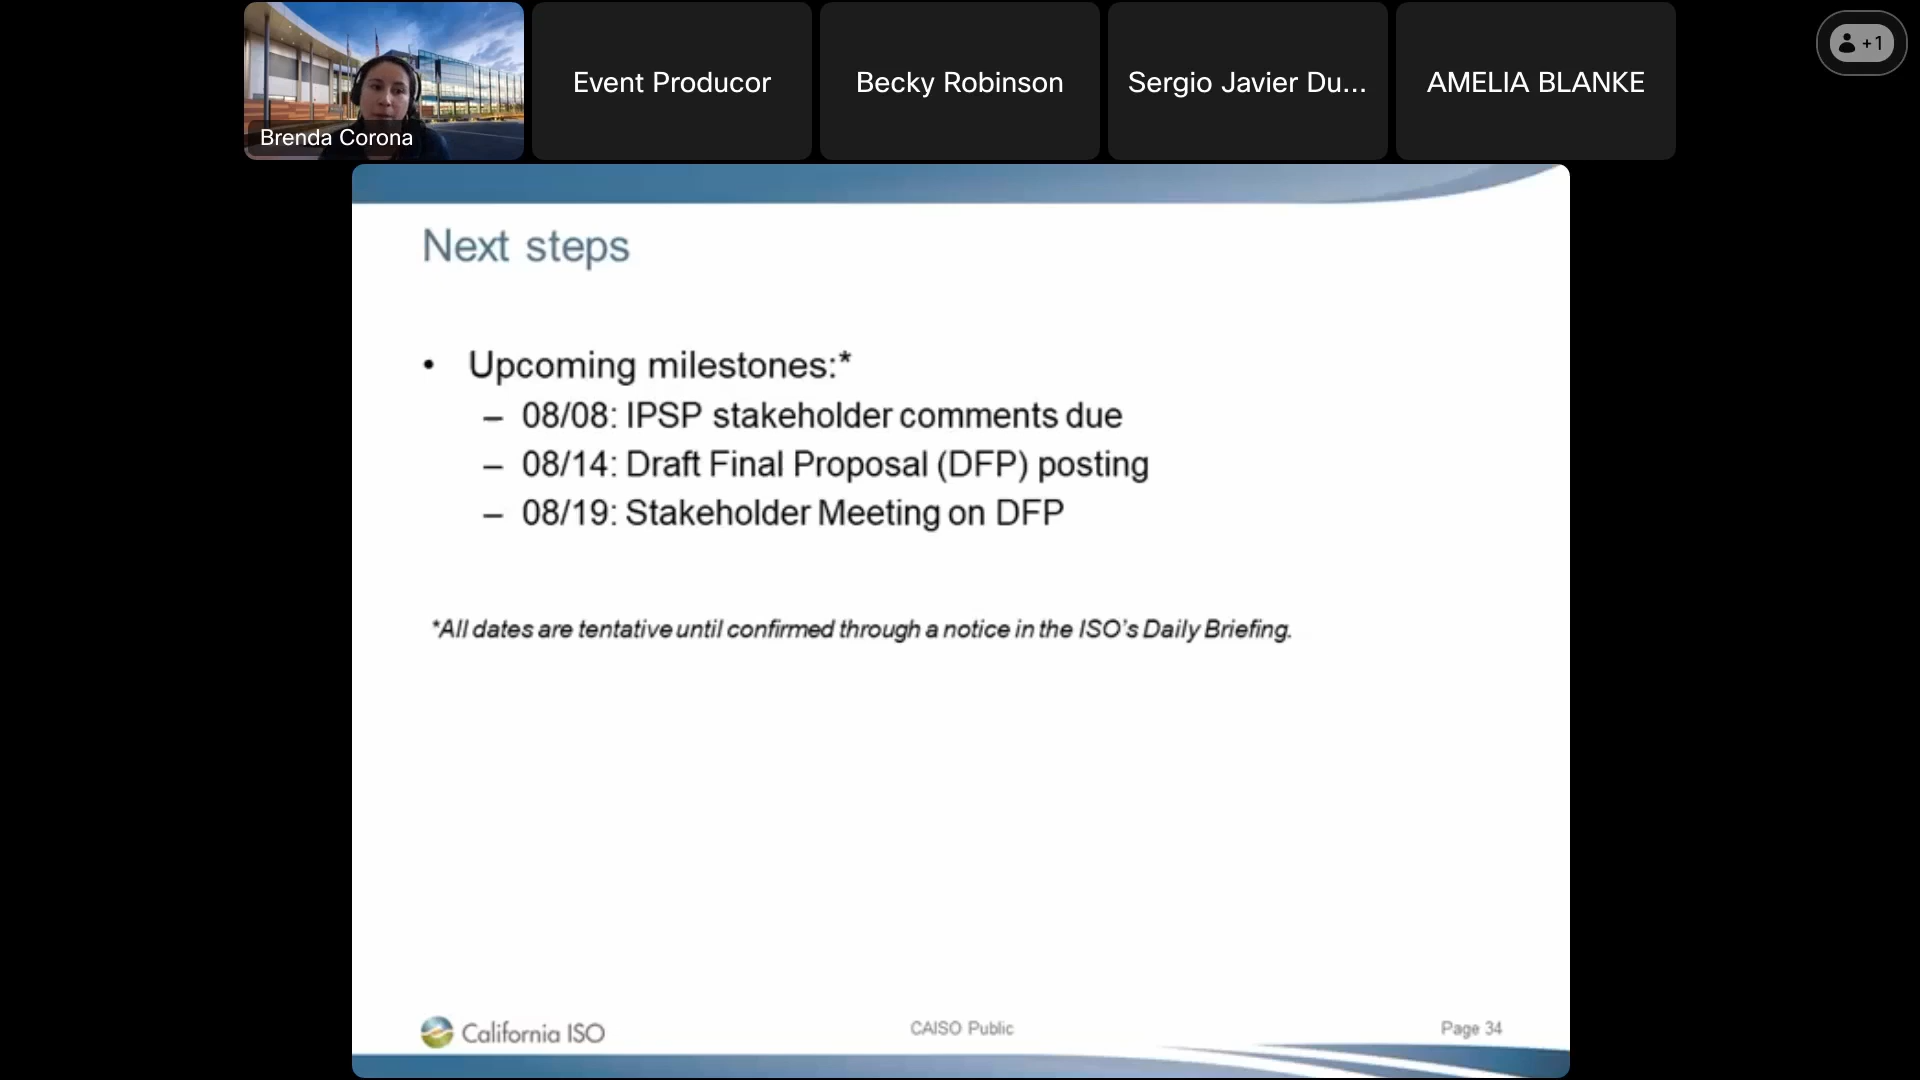 Brenda Corona
Event Producor
Becky Robinson
Sergio Javier Du...
AMELIA BLANKE
+1
Next steps
• Upcoming milestones:*
– 08/08: IPSP stakeholder comments due
– 08/14: Draft Final Proposal (DFP) posting
– 08/19: Stakeholder Meeting on DFP
*All dates are tentative until confirmed through a notice in the ISO's Daily Briefing.
California ISO
CAISO Public
Page 34